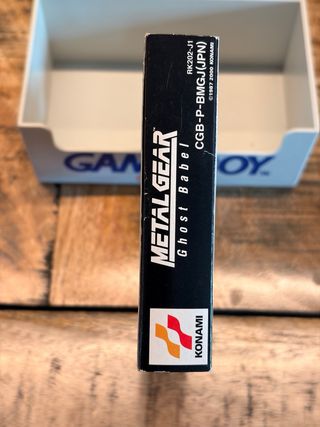 RK202-J1
CGB-P-BMGJ(JPN)
©1987 2000 KONAMI
METAL GEAR
Ghost Babel
KONAMI
GAME BOY